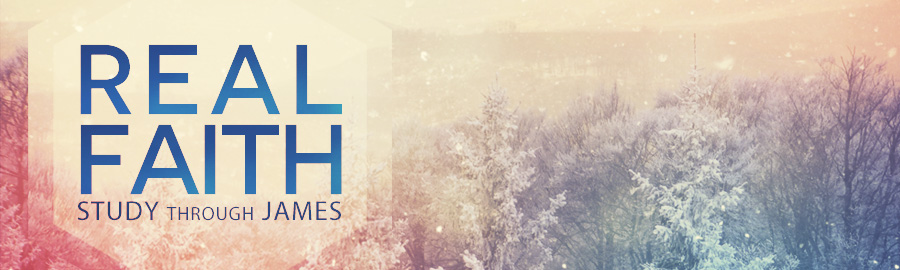 REAL
FAITH
STUDY THROUGH JAMES